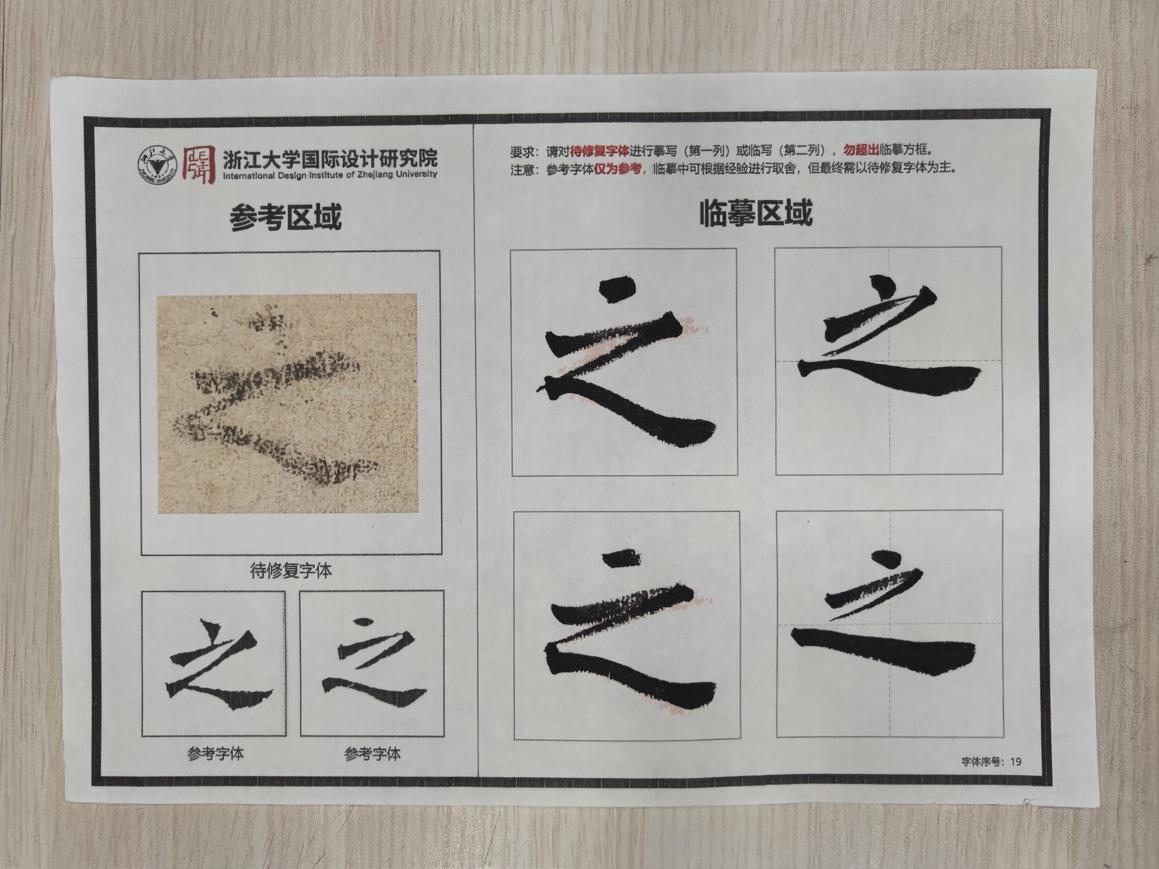 浙江大学国际设计研究院
International Design Institute of Zhejiang University
参考区域
待修复字体
之
之
参考字体
参考字体
要求：请对待修复字体进行摹写（第一列）或临写（第二列），勿超出临摹方框。
注意：参考字体仅为参考，临摹中可根据经验进行取舍，但最终需以待修复字体为主。
临摹区域
之
之
之
之
字体序号：19